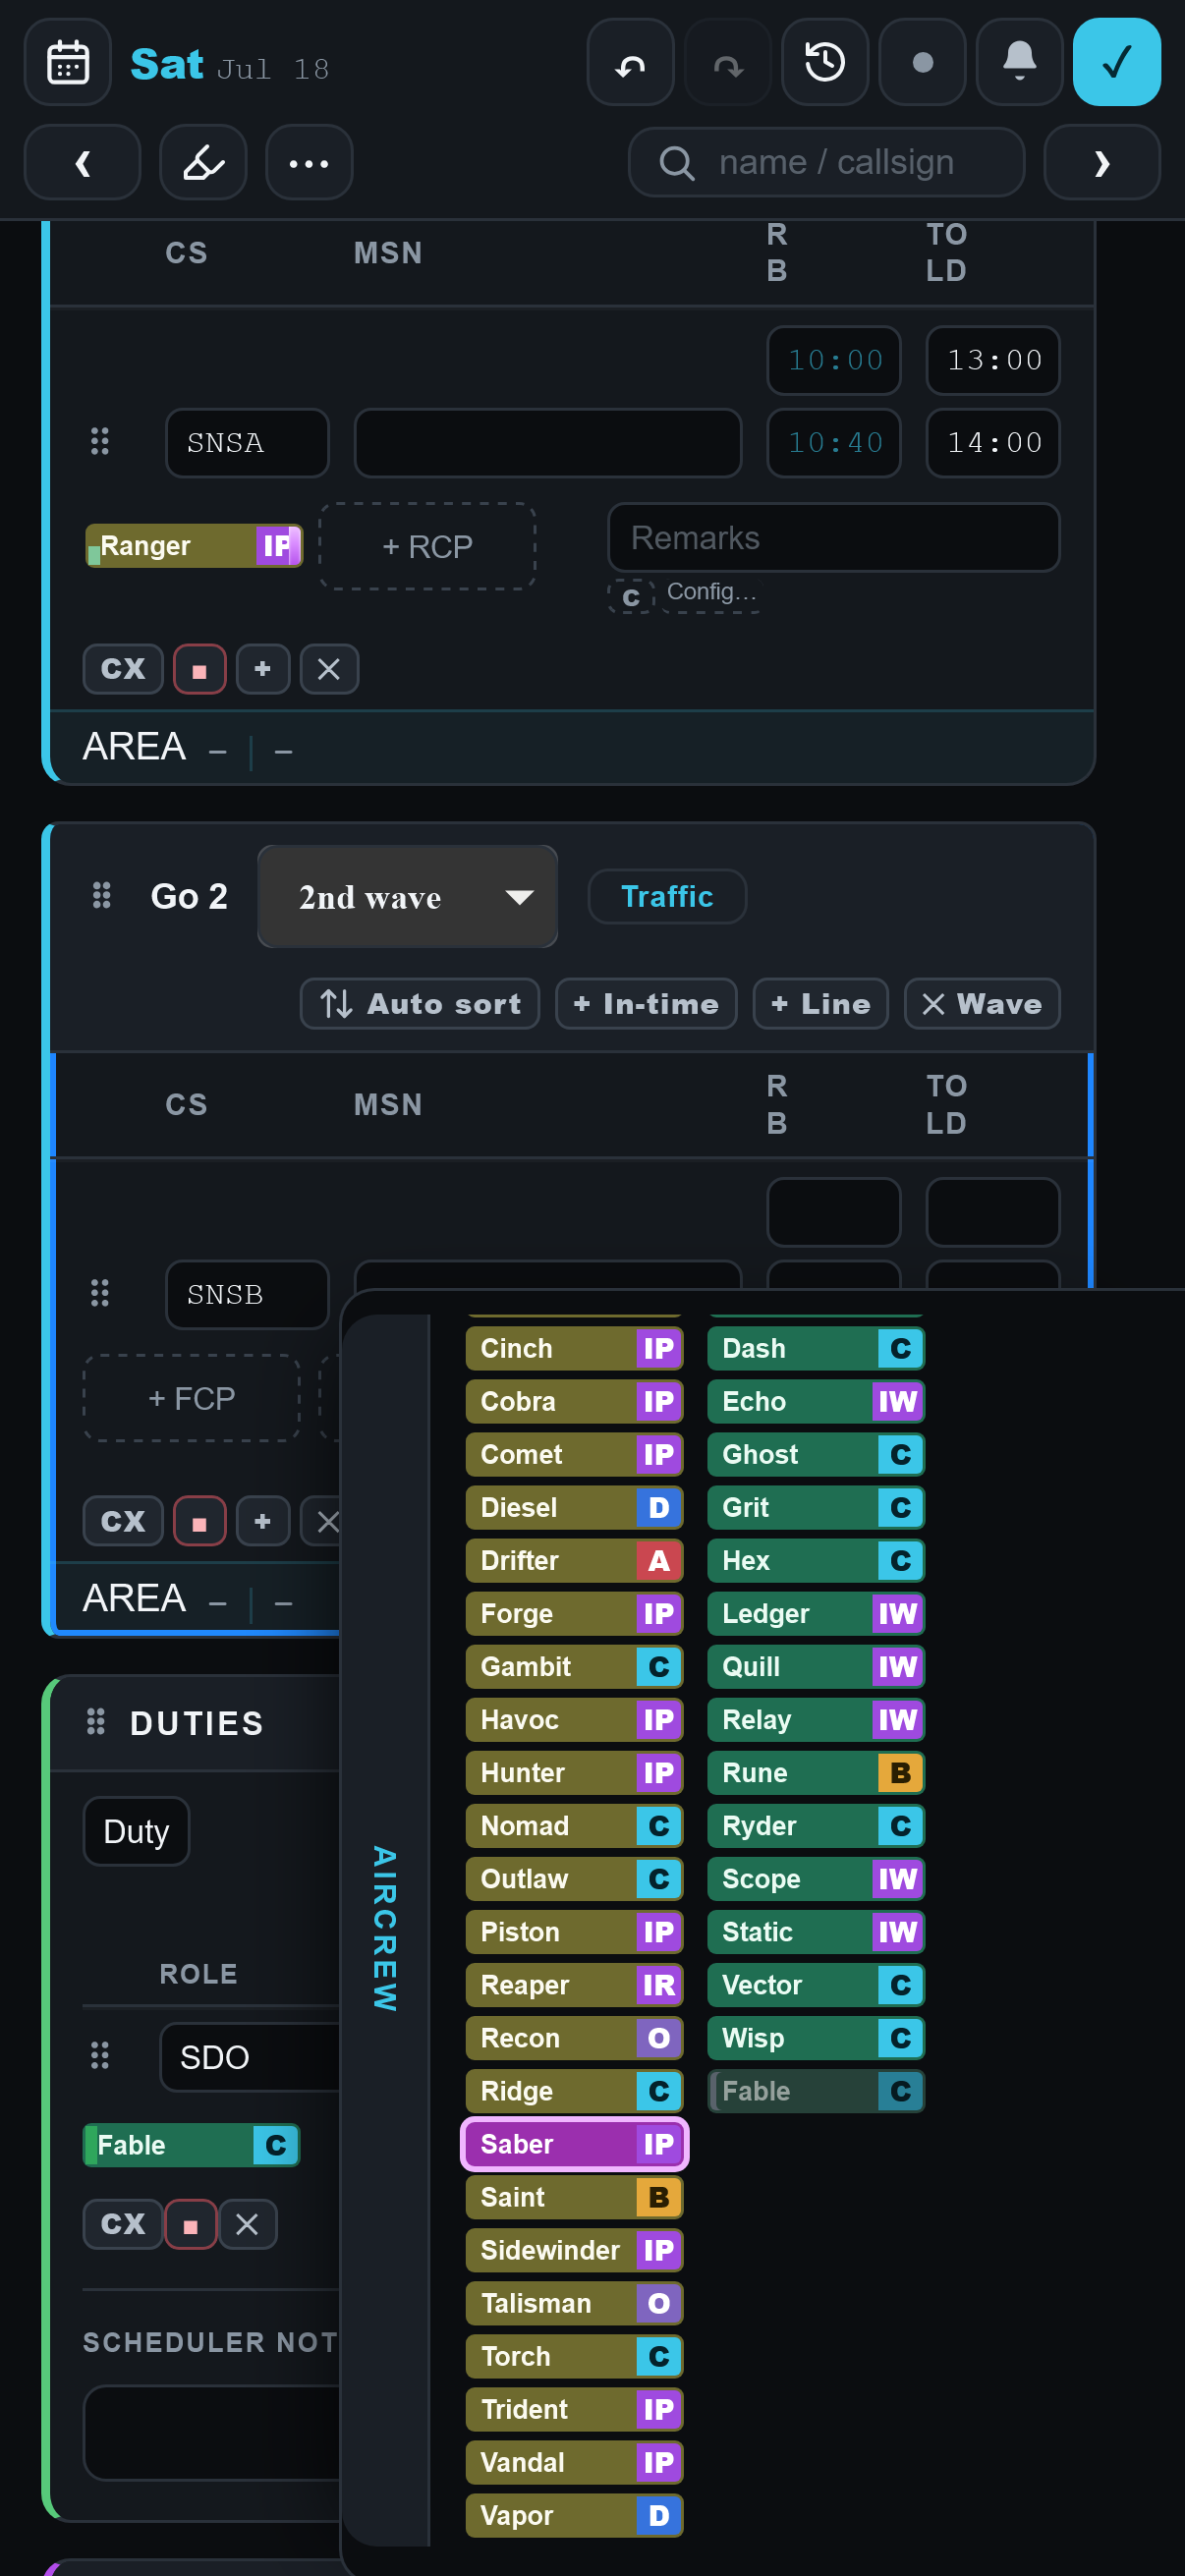 Sat Jul 18
name / callsign
CS MSN R B TO LD
10:00 13:00
SNSA 10:40 14:00
Ranger IP + RCP Remarks
C Config...
CX +
AREA – | –
Go 2 2nd wave Traffic
Auto sort + In-time + Line × Wave
CS MSN R B TO LD
SNSB
+ FCP
CX +
AREA – | –
DUTIES
Duty
ROLE
SDO
Fable C
CX
SCHEDULER NOT
AIRCREW
Cinch IP
Cobra IP
Comet IP
Diesel D
Drifter A
Forge IP
Gambit C
Havoc IP
Hunter IP
Nomad C
Outlaw C
Piston IP
Reaper IR
Recon O
Ridge C
Saber IP
Saint B
Sidewinder IP
Talisman O
Torch C
Trident IP
Vandal IP
Vapor D
Dash C
Echo IW
Ghost C
Grit C
Hex C
Ledger IW
Quill IW
Relay IW
Rune B
Ryder C
Scope IW
Static IW
Vector C
Wisp C
Fable C